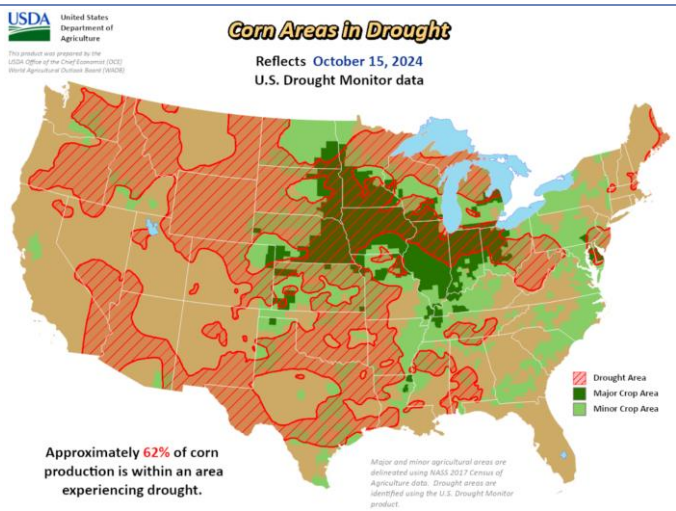 USDA
United States
Department of
Agriculture
This product was prepared by the
USDA Office of the Chief Economist (OCE)
World Agricultural Outlook Board (WAOB)
Corn Areas in Drought
Reflects October 15, 2024
U.S. Drought Monitor data
Drought Area
Major Crop Area
Minor Crop Area
Approximately 62% of corn
production is within an area
experiencing drought.
Major and minor agricultural areas are
delineated using NASS 2017 Census of
Agriculture data. Drought areas are
identified using the U.S. Drought Monitor
product.